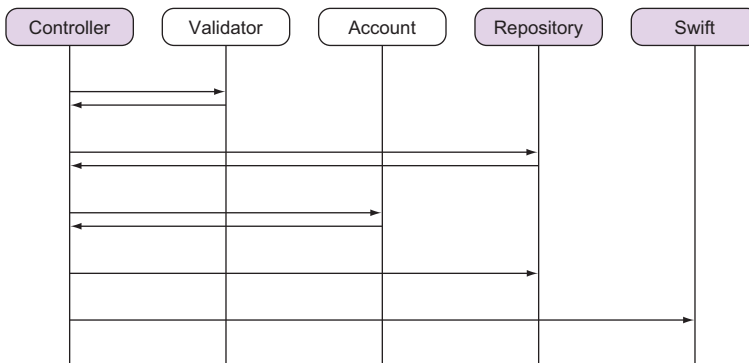 Controller
Validator
Account
Repository
Swift